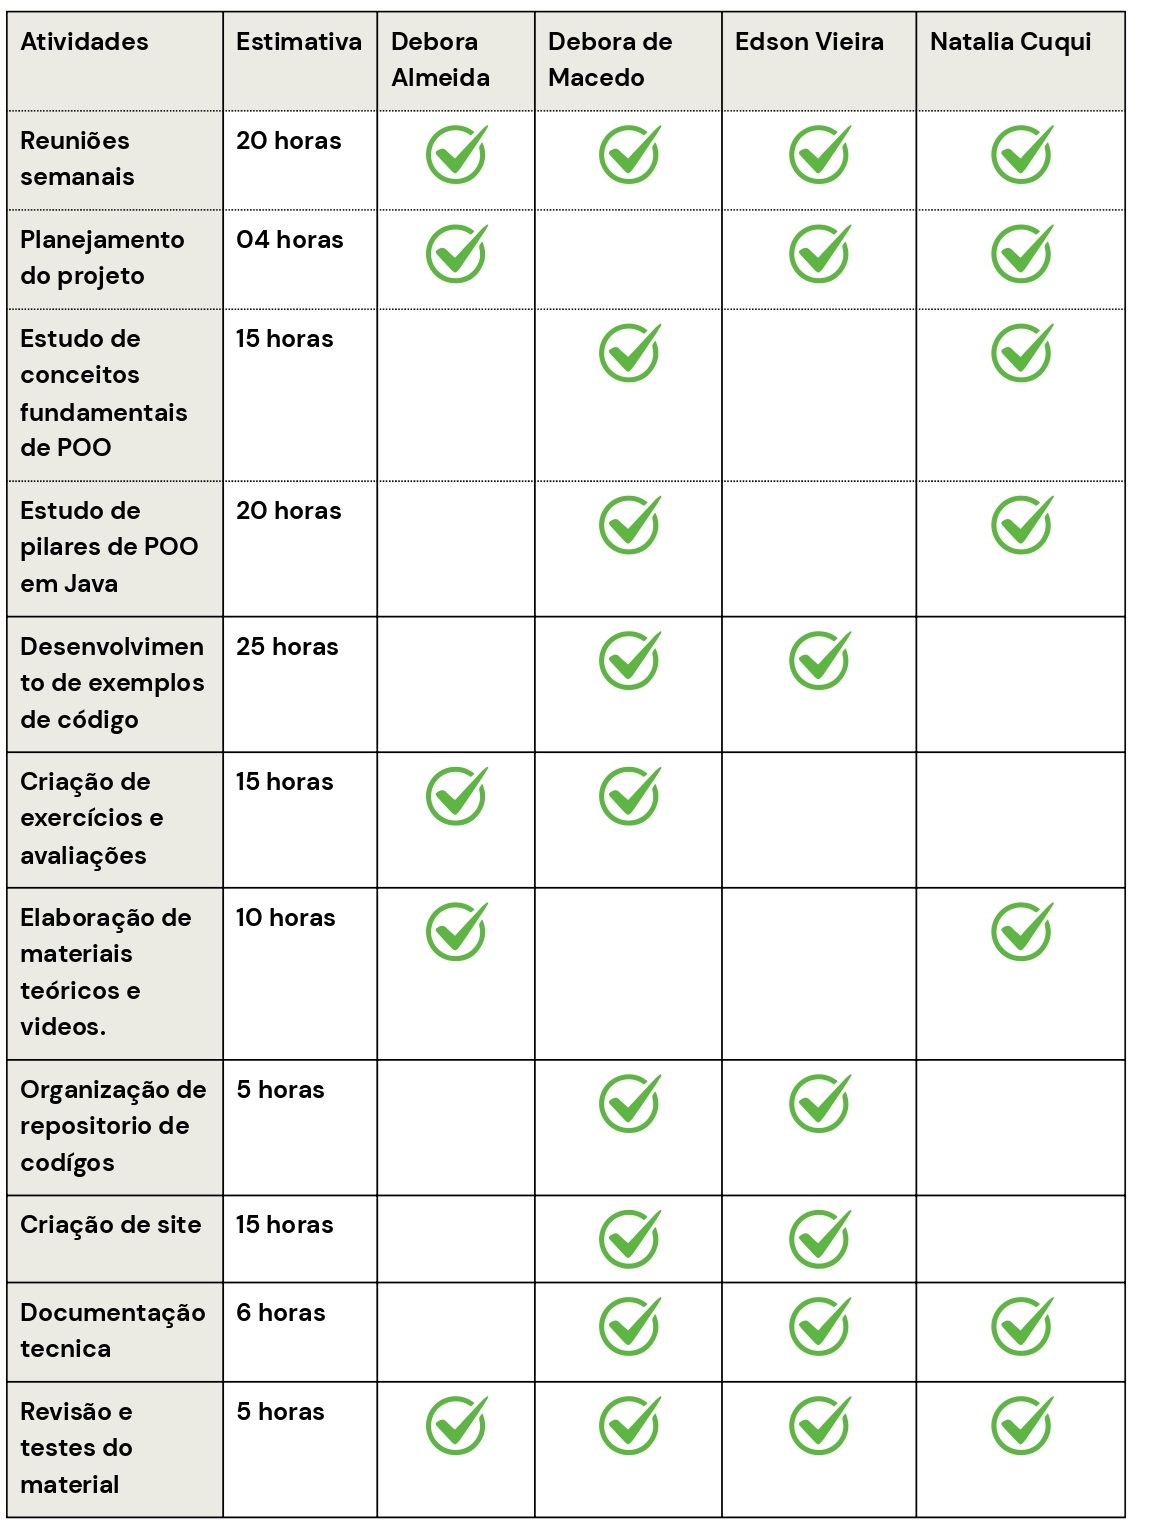 Atividades
Estimativa
Debora
Almeida
Debora de
Macedo
Edson Vieira
Natalia Cuqui
Reuniões
semanais
20 horas
Planejamento
do projeto
04 horas
Estudo de
conceitos
fundamentais
de POO
15 horas
Estudo de
pilares de POO
em Java
20 horas
Desenvolvimen
to de exemplos
de código
25 horas
Criação de
exercícios e
avaliações
15 horas
Elaboração de
materiais
teóricos e
videos.
10 horas
Organização de
repositorio de
codígos
5 horas
Criação de site
15 horas
Documentação
tecnica
6 horas
Revisão e
testes do
material
5 horas